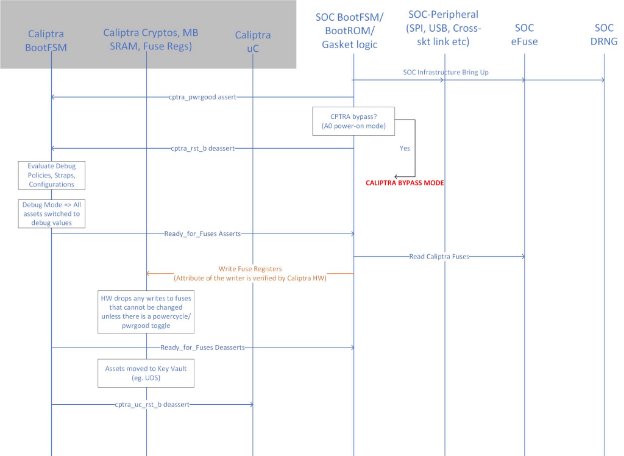 Caliptra
BootFSM
Caliptra Cryptos, MB
SRAM, Fuse Regs)
Caliptra
uC
SOC BootFSM/
BootROM/
Gasket logic
SOC-Peripheral
(SPI, USB, Cross-
skt link etc)
SOC
eFuse
SOC
DRNG
SOC Infrastructure Bring Up
cptra_pwrgood assert
CPTRA bypass?
(A0 power-on mode)
Yes
cptra_rst_b deassert
CALIPTRA BYPASS MODE
Evaluate Debug
Policies, Straps,
Configurations
Debug Mode => All
assets switched to
debug values
Ready_for_Fuses Asserts
Read Caliptra Fuses
Write Fuse Registers
(Attribute of the writer is verified by Caliptra HW)
HW drops any writes to fuses
that cannot be changed
unless there is a powercycle/
pwrgood toggle
Ready_for_Fuses Deasserts
Assets moved to Key Vault
(eg. UDS)
cptra_uc_rst_b deassert